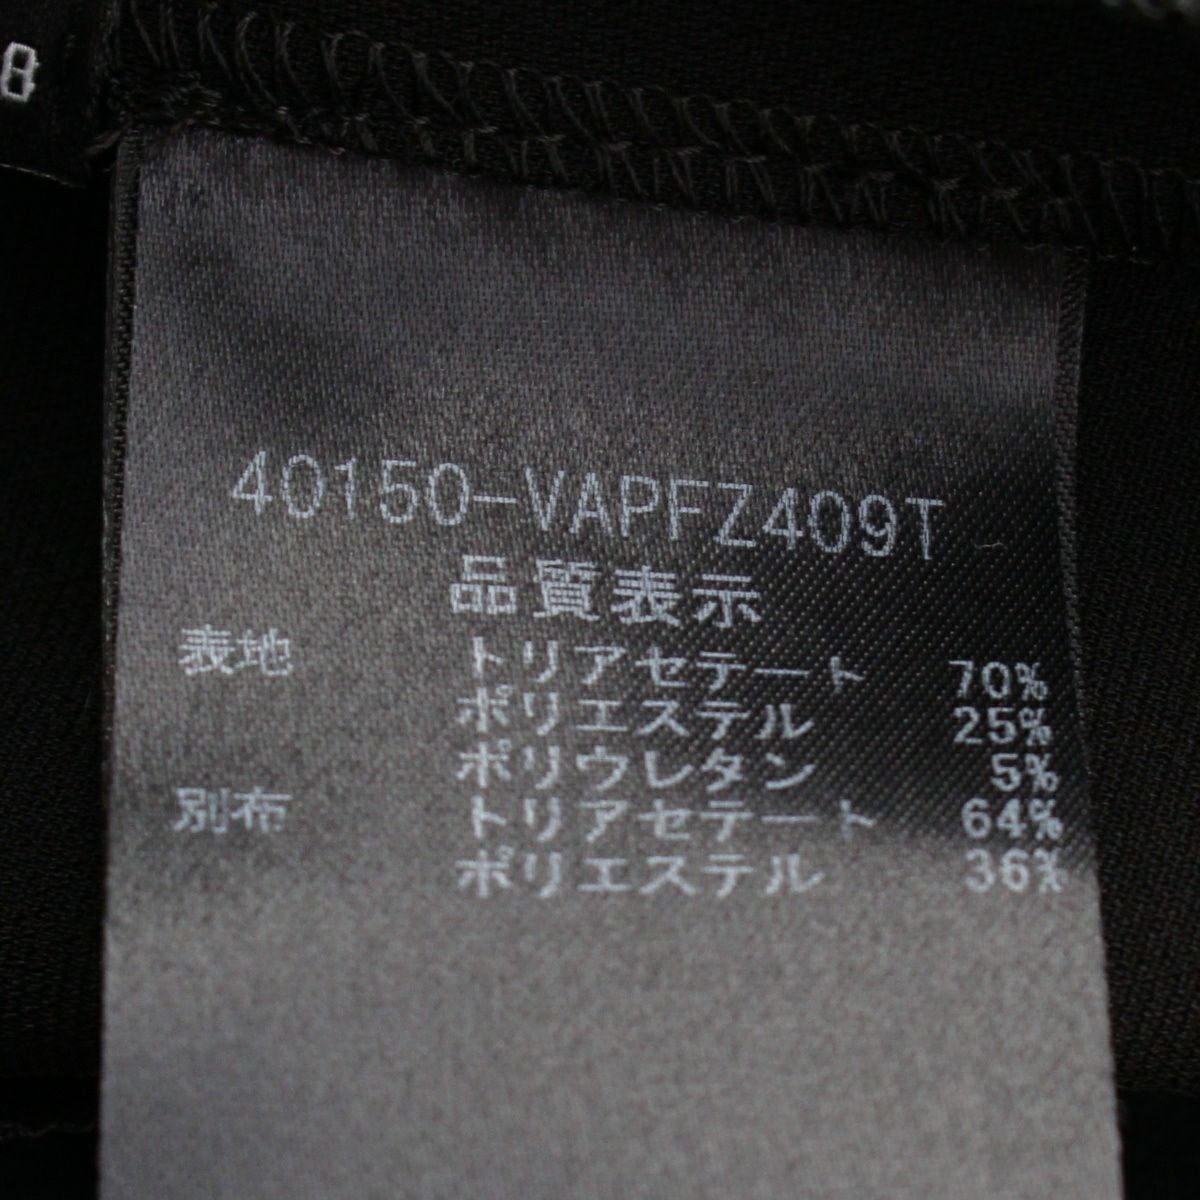 8
40150-VAPFZ409T
品質表示
表地 トリアセテート 70%
ポリエステル 25%
ポリウレタン 5%
別布 トリアセテート 64%
ポリエステル 36%